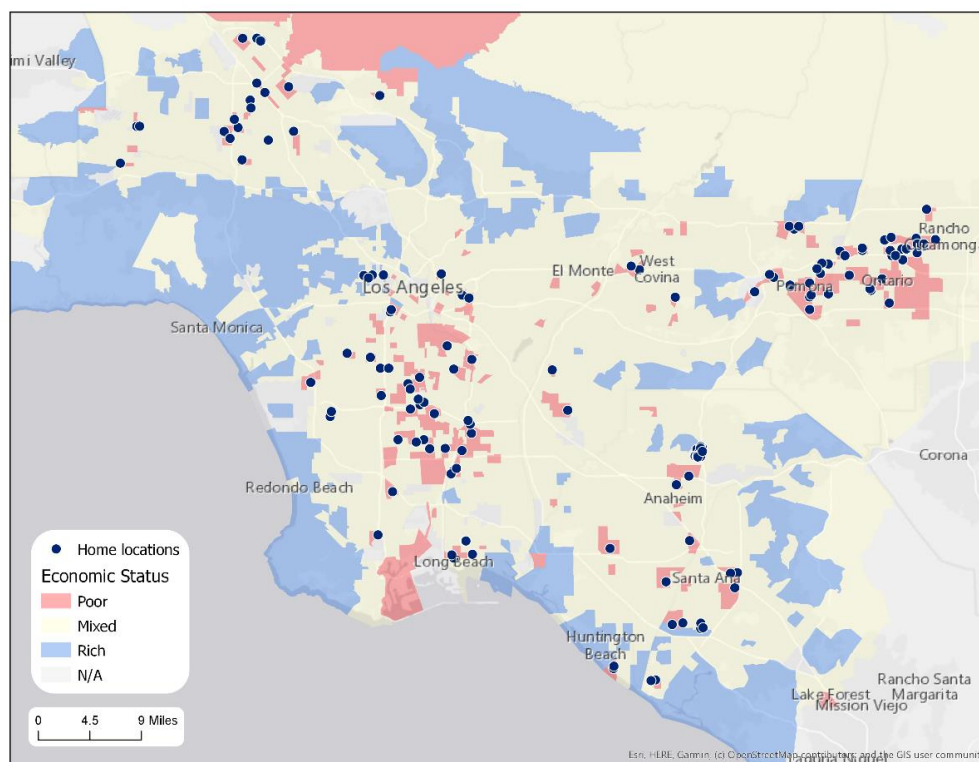 imi Valley
Rancho
Cucamonga
El Monte
West
Covina
Los Angeles
Pomona
Ontario
Santa Monica
Corona
Redondo Beach
Anaheim
Long Beach
Santa Ana
Huntington
Beach
Rancho Santa
Margarita
Lake Forest
Mission Viejo
Home locations
Economic Status
Poor
Mixed
Rich
N/A
0 4.5 9 Miles
Esri, HERE, Garmin, (c) OpenStreetMap contributors, and the GIS user communit